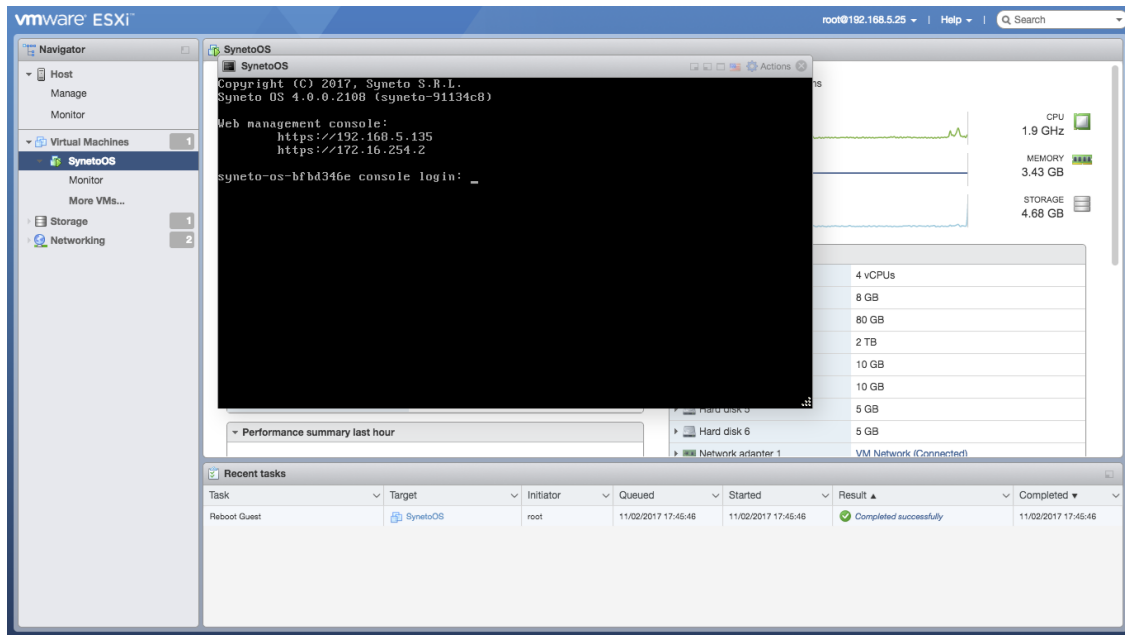 vmware ESXi™
root@192.168.5.25
Help
Search
Navigator
Host
Manage
Monitor
Virtual Machines
1
SynetoOS
Monitor
More VMs...
Storage
1
Networking
2
SynetoOS
SynetoOS
Actions
Copyright (C) 2017, Syneto S.R.L.
Syneto OS 4.0.0.2108 (syneto-91134c8)
Web management console:
https://192.168.5.135
https://172.16.254.2
syneto-os-bfbd346e console login: _
ns
CPU
1.9 GHz
MEMORY
3.43 GB
STORAGE
4.68 GB
4 vCPUs
8 GB
80 GB
2 TB
10 GB
10 GB
5 GB
Hard disk 6
5 GB
Network adapter 1
VM Network (Connected)
Performance summary last hour
Recent tasks
Task Target Initiator Queued Started Result Completed
Reboot Guest SynetoOS root 11/02/2017 17:45:46 11/02/2017 17:45:46 Completed successfully 11/02/2017 17:45:46